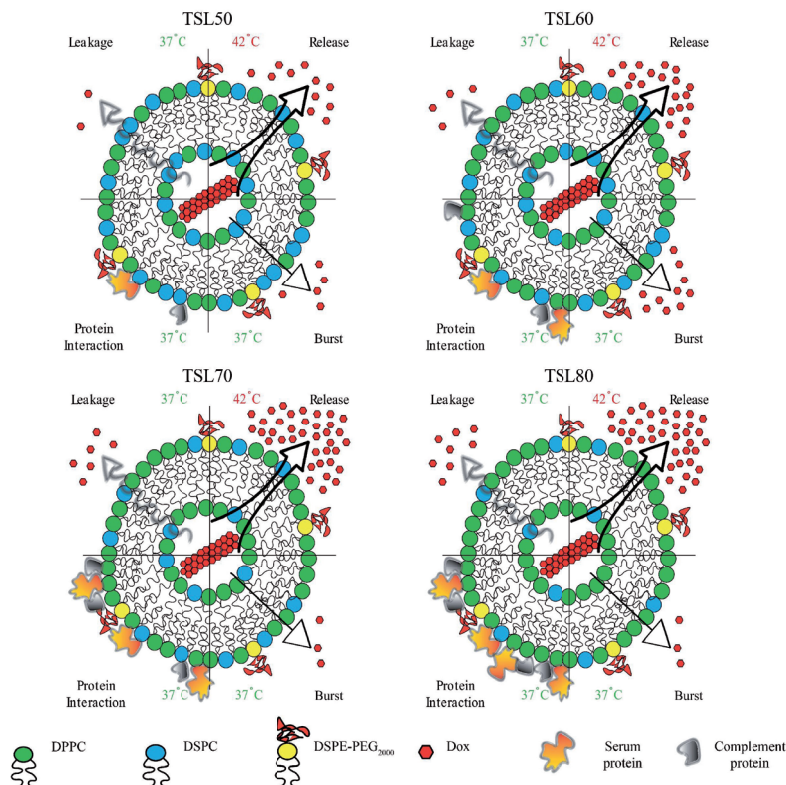 TSL50
Leakage 37°C 42°C Release
Protein
Interaction 37°C 37°C Burst
TSL60
Leakage 37°C 42°C Release
Protein
Interaction 37°C 37°C Burst
TSL70
Leakage 37°C 42°C Release
Protein
Interaction 37°C 37°C Burst
TSL80
Leakage 37°C 42°C Release
Protein
Interaction 37°C 37°C Burst
DPPC
DSPC
DSPE-PEG2000
Dox
Serum
protein
Complement
protein